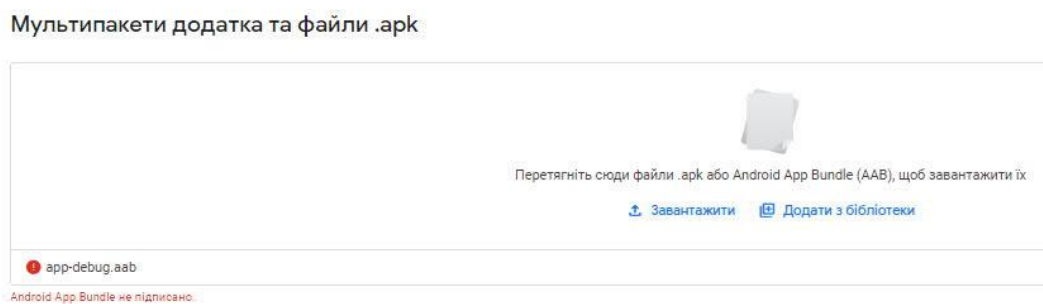 Мультипакети додатка та файли .apk
Перетягніть сюди файли .apk або Android App Bundle (AAB), щоб завантажити їх
Завантажити Додати з бібліотеки
app-debug.aab
Android App Bundle не підписано.